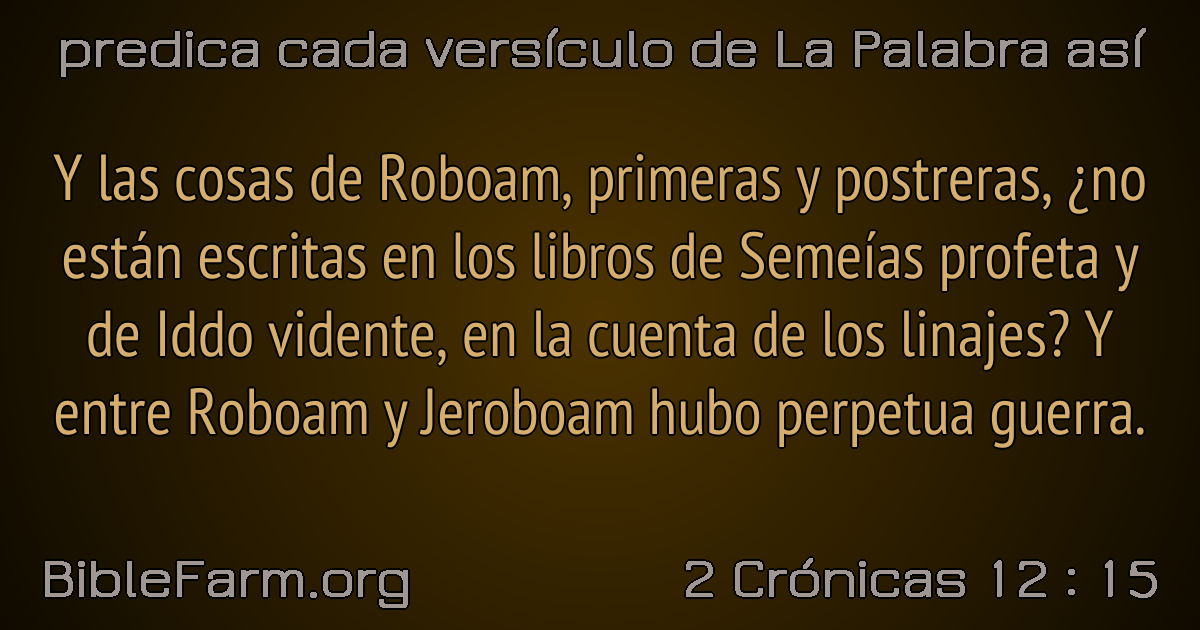 predica cada versículo de La Palabra así
Y las cosas de Roboam, primeras y postreras, ¿no
están escritas en los libros de Semeías profeta y
de Iddo vidente, en la cuenta de los linajes? Y
entre Roboam y Jeroboam hubo perpetua guerra.
BibleFarm.org
2 Crónicas 12 : 15